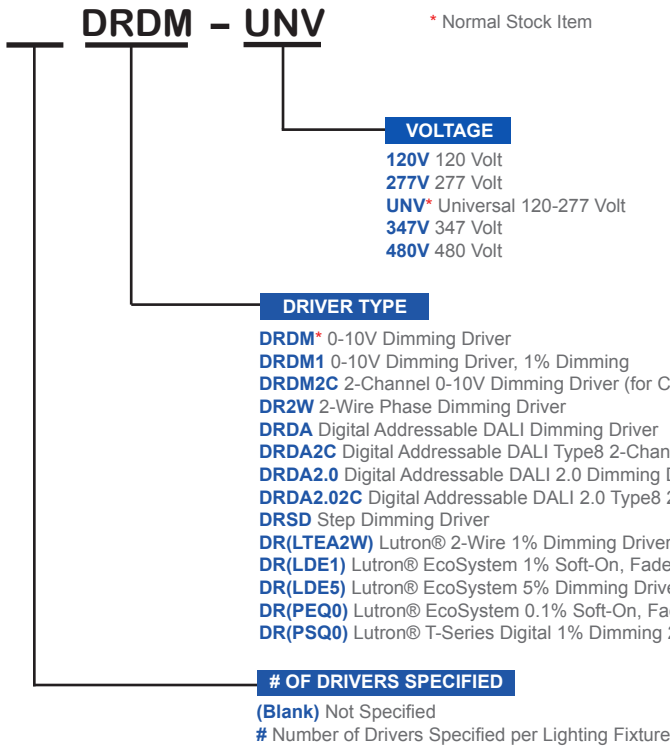 DRDM – UNV
* Normal Stock Item
VOLTAGE
120V 120 Volt
277V 277 Volt
UNV* Universal 120-277 Volt
347V 347 Volt
480V 480 Volt
DRIVER TYPE
DRDM* 0-10V Dimming Driver
DRDM1 0-10V Dimming Driver, 1% Dimming
DRDM2C 2-Channel 0-10V Dimming Driver (for
DR2W 2-Wire Phase Dimming Driver
DRDA Digital Addressable DALI Dimming Driver
DRDA2C Digital Addressable DALI Type8
DRDA2.0 Digital Addressable DALI 2.0 Dimming
DRDA2.02C Digital Addressable DALI 2.0 Type8
DRSD Step Dimming Driver
DR(LTEA2W) Lutron® 2-Wire 1% Dimming Driver
DR(LDE1) Lutron® EcoSystem 1% Soft-On,
DR(LDE5) Lutron® EcoSystem 5% Dimming
DR(PEQ0) Lutron® EcoSystem 0.1% Soft-On,
DR(PSQ0) Lutron® T-Series Digital 1% Dimming
# OF DRIVERS SPECIFIED
(Blank) Not Specified
# Number of Drivers Specified per Lighting Fixture